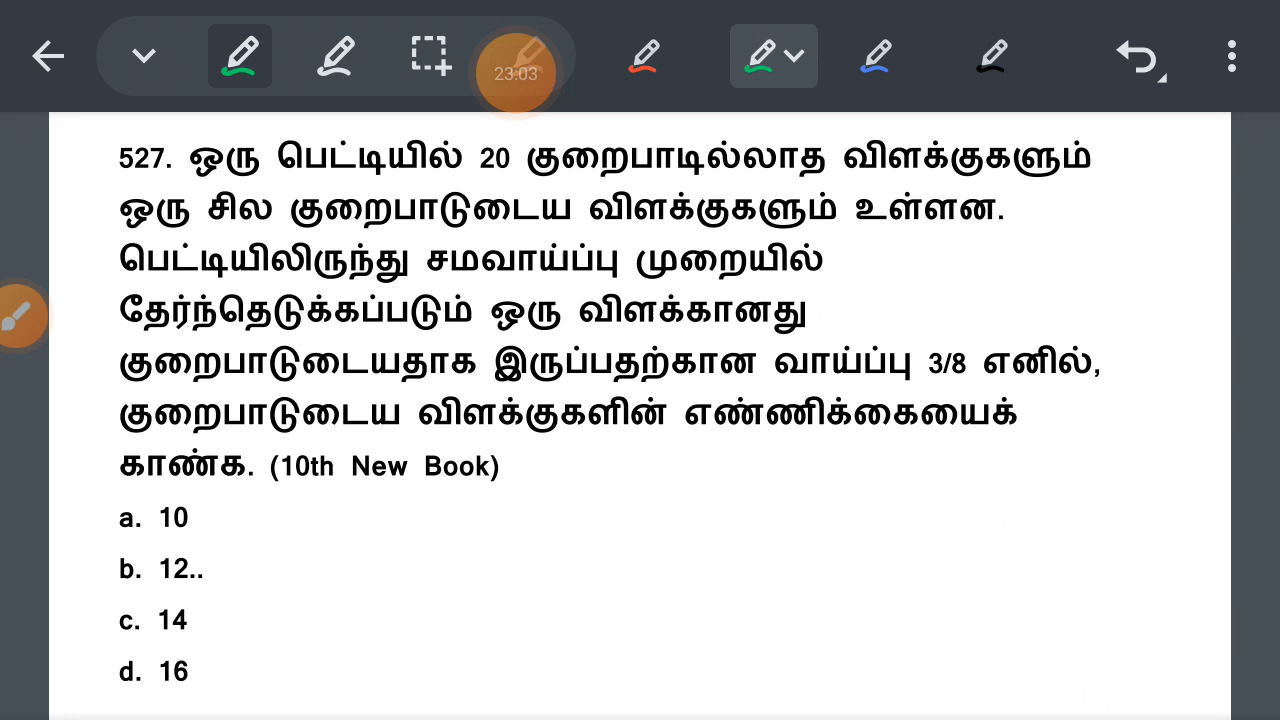 23:03
527. ஒரு பெட்டியில் 20 குறைபாடில்லாத விளக்குகளும்
ஒரு சில குறைபாடுடைய விளக்குகளும் உள்ளன.
பெட்டியிலிருந்து சமவாய்ப்பு முறையில்
தேர்ந்தெடுக்கப்படும் ஒரு விளக்கானது
குறைபாடுடையதாக இருப்பதற்கான வாய்ப்பு 3/8 எனில்,
குறைபாடுடைய விளக்குகளின் எண்ணிக்கையைக்
காண்க. (10th New Book)
a. 10
b. 12..
c. 14
d. 16